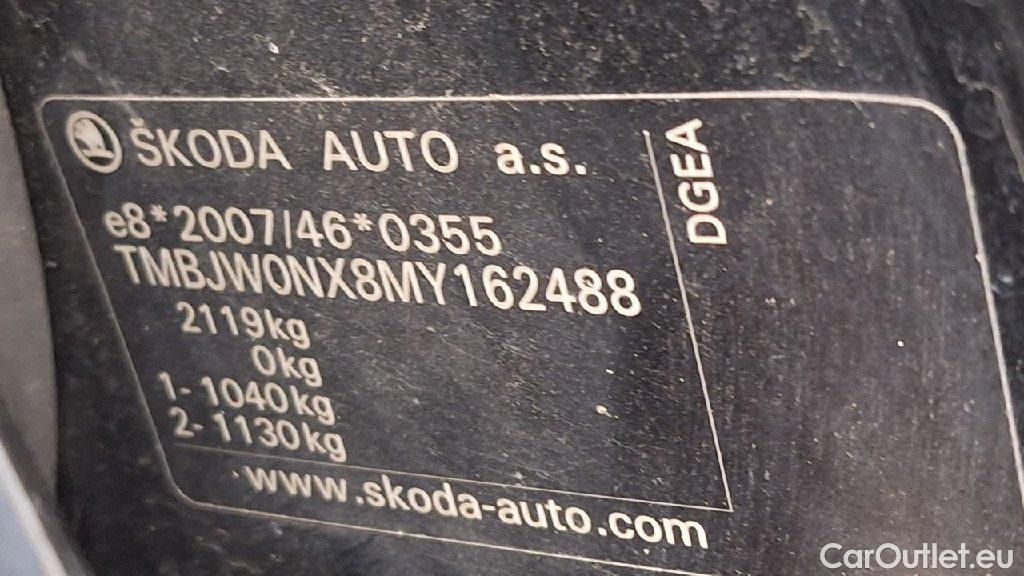 ŠKODA AUTO a.s.
DGEA
e8*2007/46*0355
TMBJW0NX8MY162488
2119kg
0kg
1-1040kg
2-1130kg
www.skoda-auto.com
CarOutlet.eu